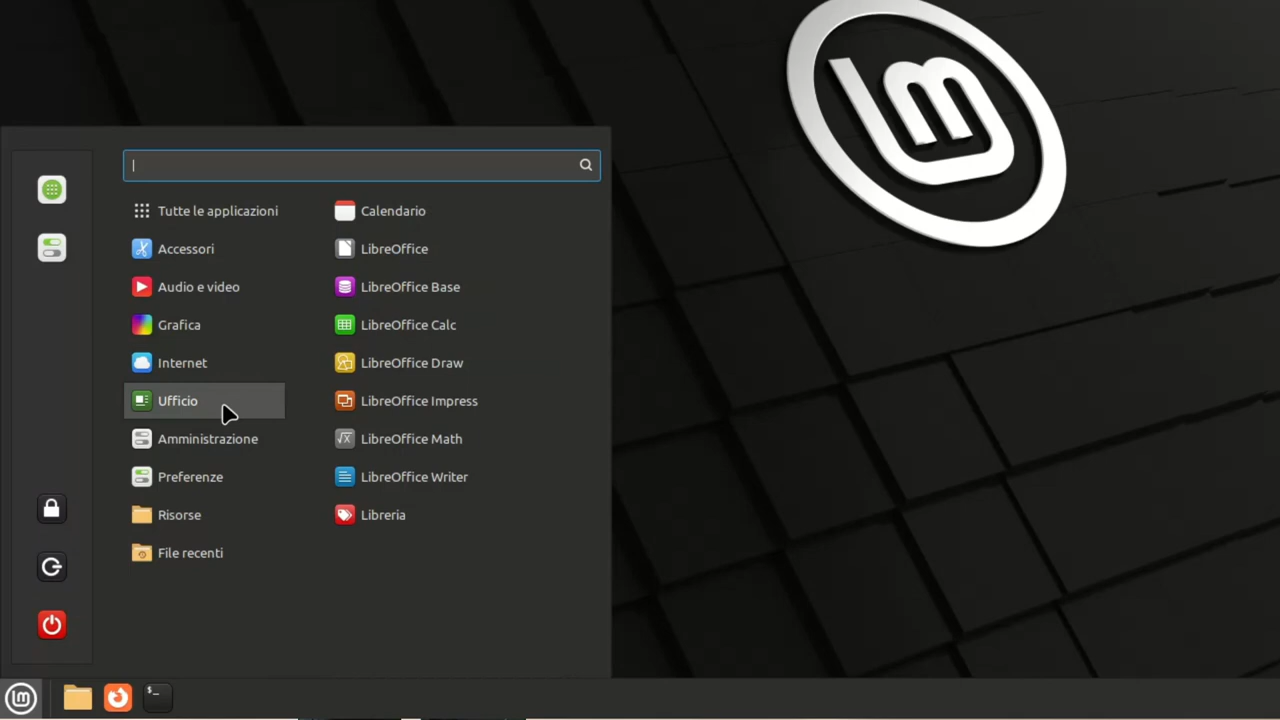 Tutte le applicazioni
Accessori
Audio e video
Grafica
Internet
Ufficio
Amministrazione
Preferenze
Risorse
File recenti
Calendario
LibreOffice
LibreOffice Base
LibreOffice Calc
LibreOffice Draw
LibreOffice Impress
LibreOffice Math
LibreOffice Writer
Libreria